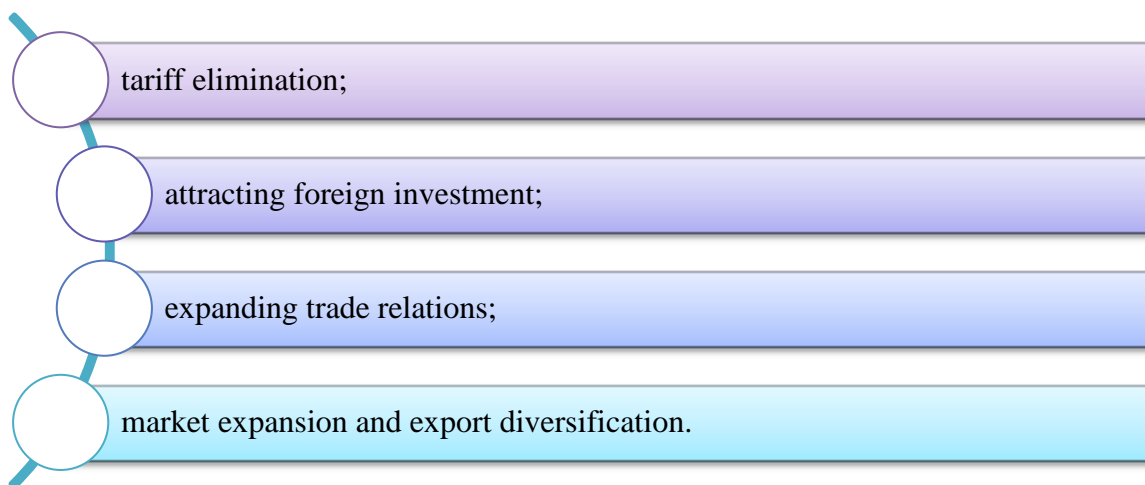 tariff elimination;
attracting foreign investment;
expanding trade relations;
market expansion and export diversification.